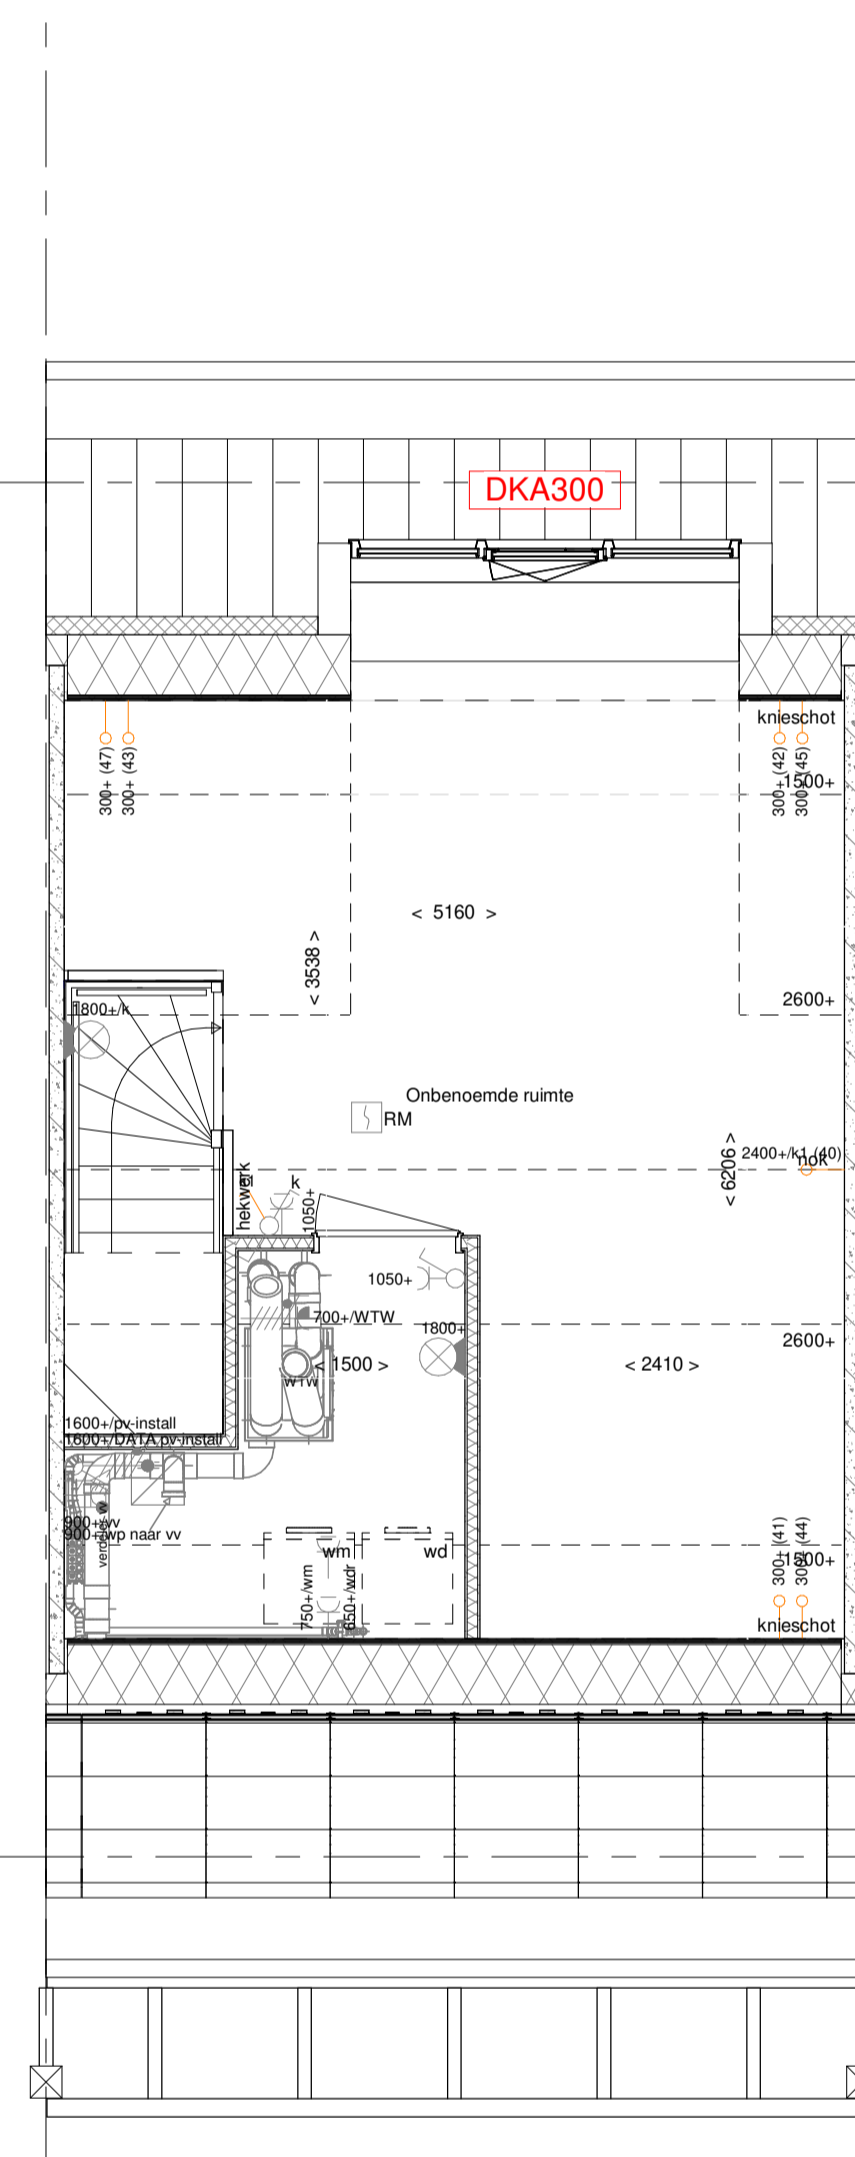 DKA300
knieschot
300+ (47)
300+ (43)
300+ (42)
300+ (45)
1500+
< 5160 >
< 3538 >
2600+
1800+/k
Onbenoemde ruimte
RM
2400+/k1 (40)
nok
< 6206 >
hekwerk
k
1050+
1050+
700+/WTW
1800+
2600+
< 1500 >
< 2410 >
WTW
1600+/pv-install
1600+/DATA pv-install
900+/vv
900+/wp naar vv
wm
wd
750+/wm
650+/wdr
300+ (41)
300+ (44)
1500+
knieschot